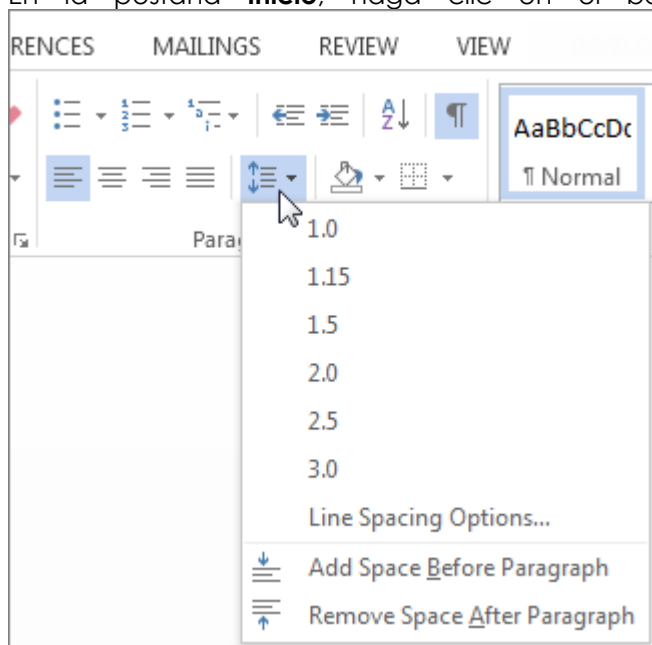 En la pestaña Inicio, haga clic en el bo
RENCES MAILINGS REVIEW VIEW
AaBbCcDc
¶ Normal
Para
1.0
1.15
1.5
2.0
2.5
3.0
Line Spacing Options...
Add Space Before Paragraph
Remove Space After Paragraph